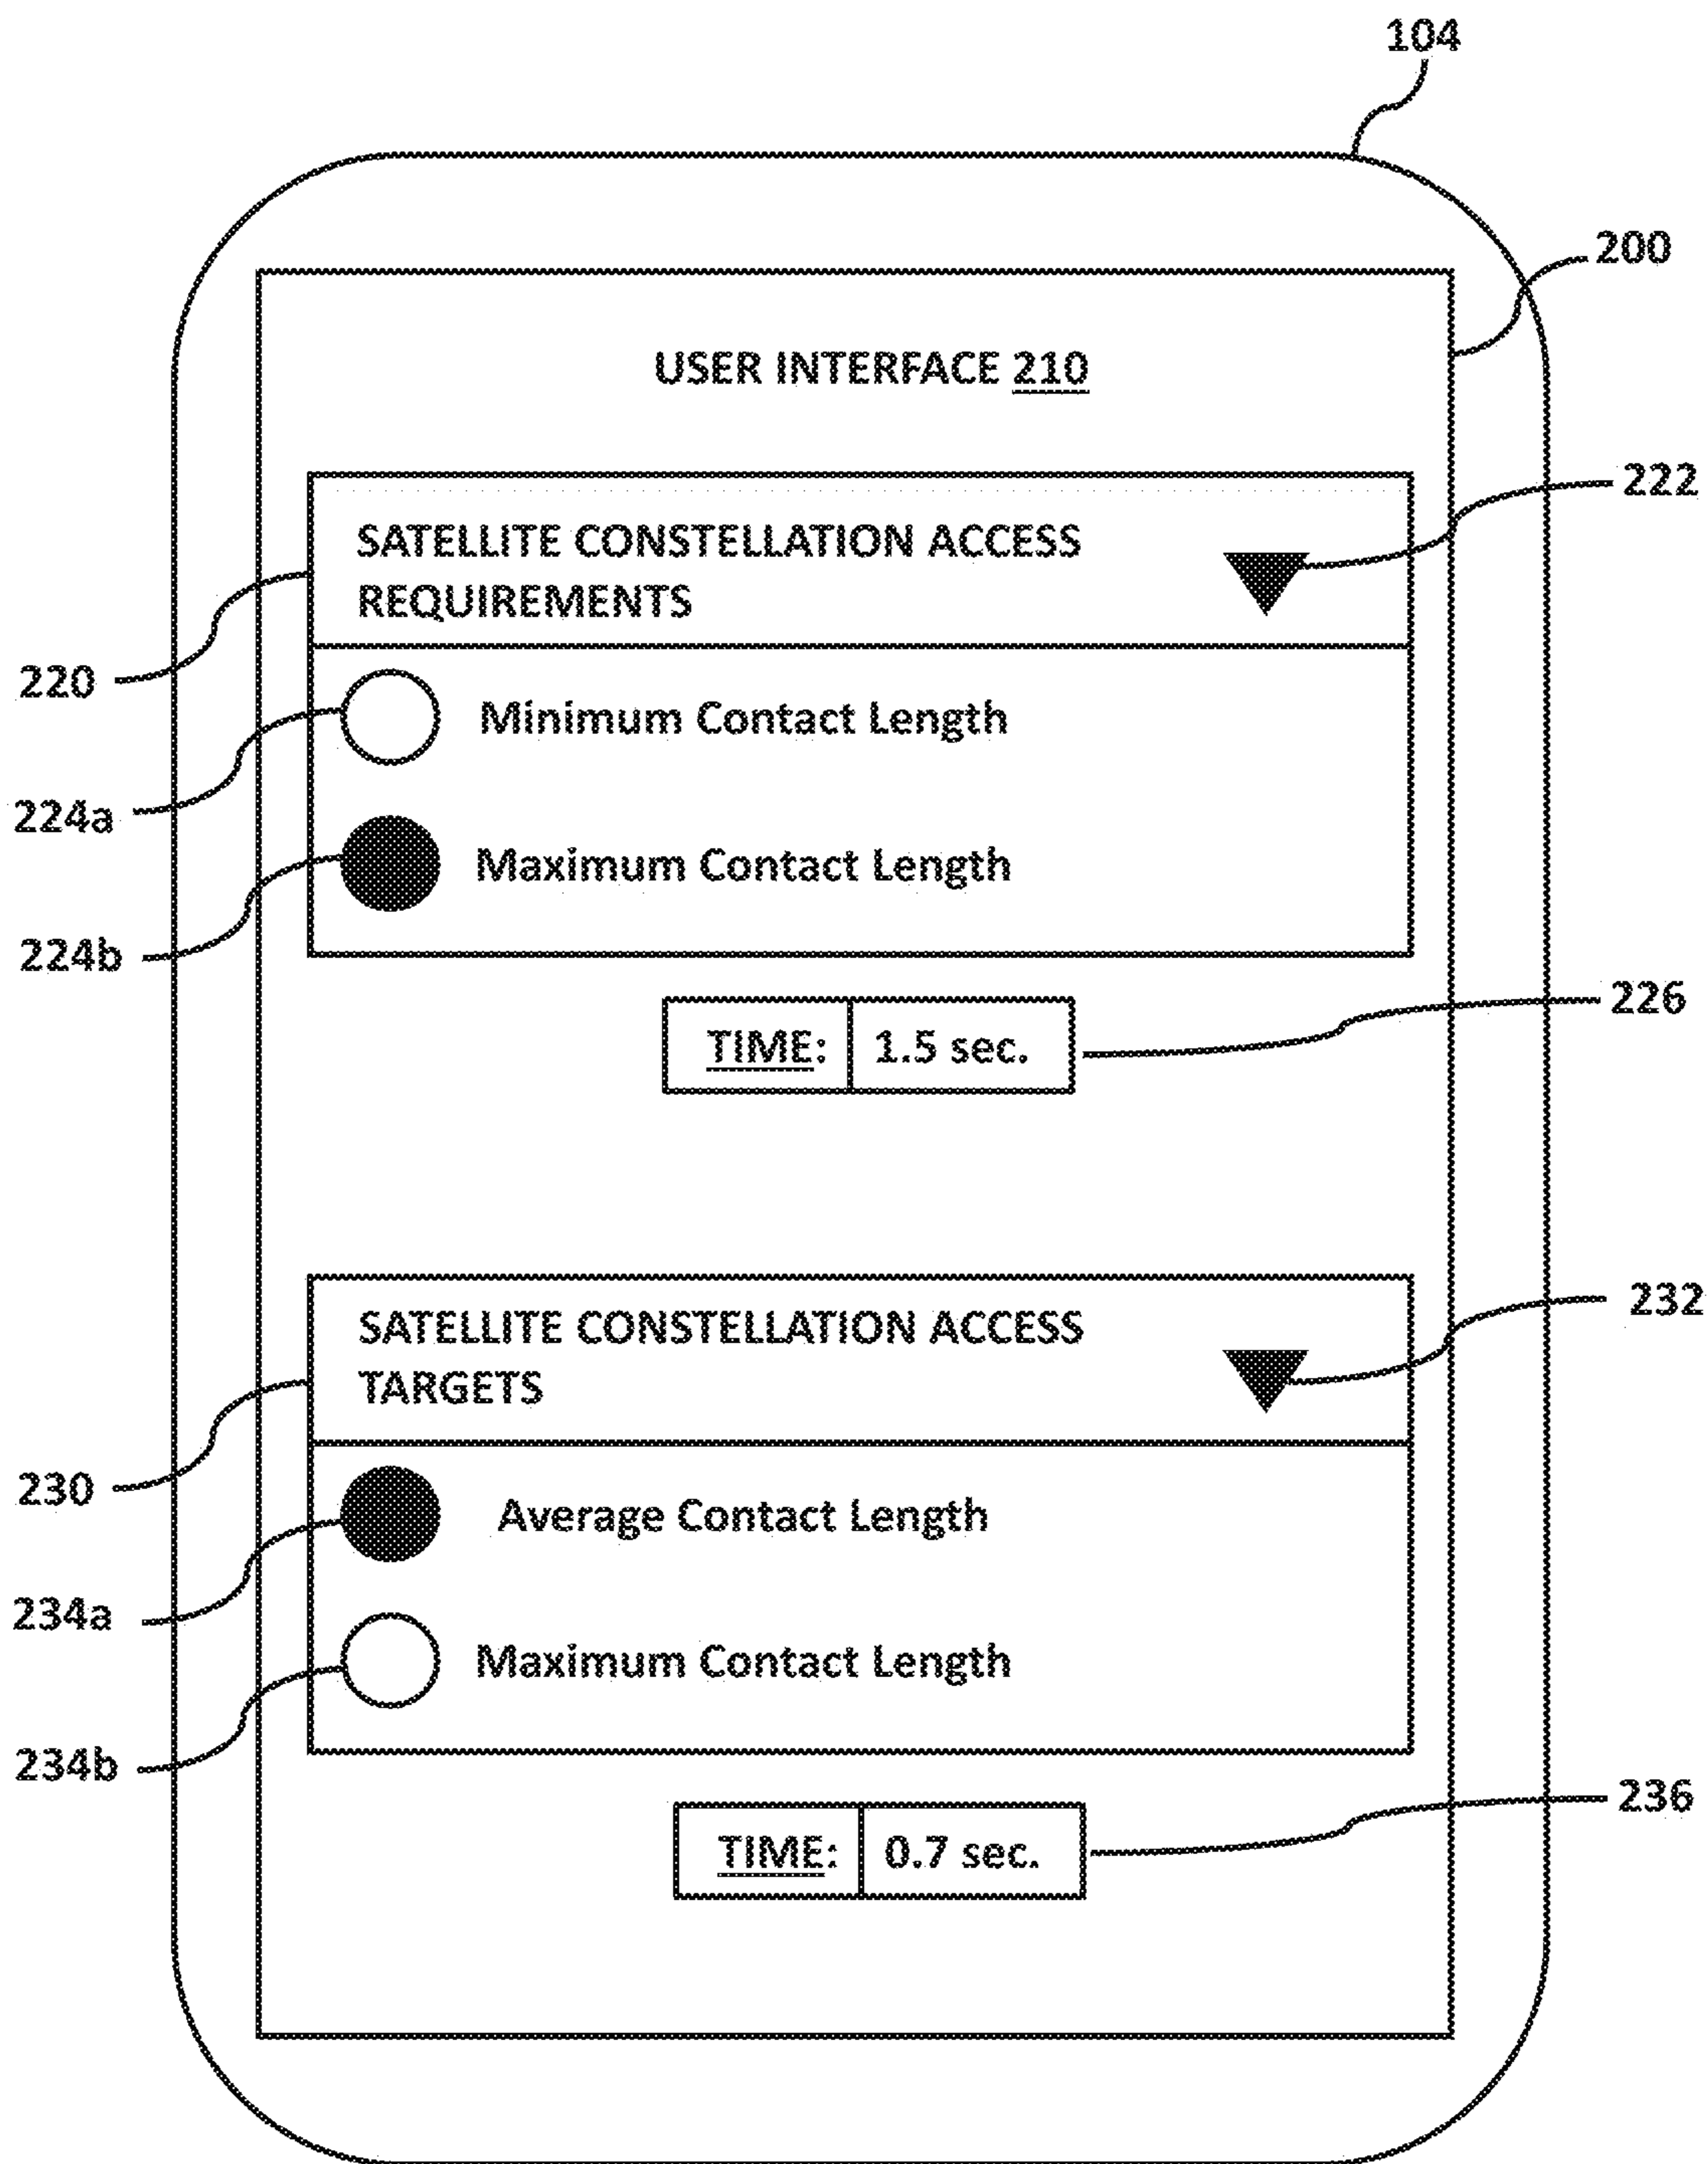 104
200
USER INTERFACE 210
222
SATELLITE CONSTELLATION ACCESS
REQUIREMENTS
220
Minimum Contact Length
224a
Maximum Contact Length
224b
226
TIME: 1.5 sec.
232
SATELLITE CONSTELLATION ACCESS
TARGETS
230
Average Contact Length
234a
Maximum Contact Length
234b
236
TIME: 0.7 sec.